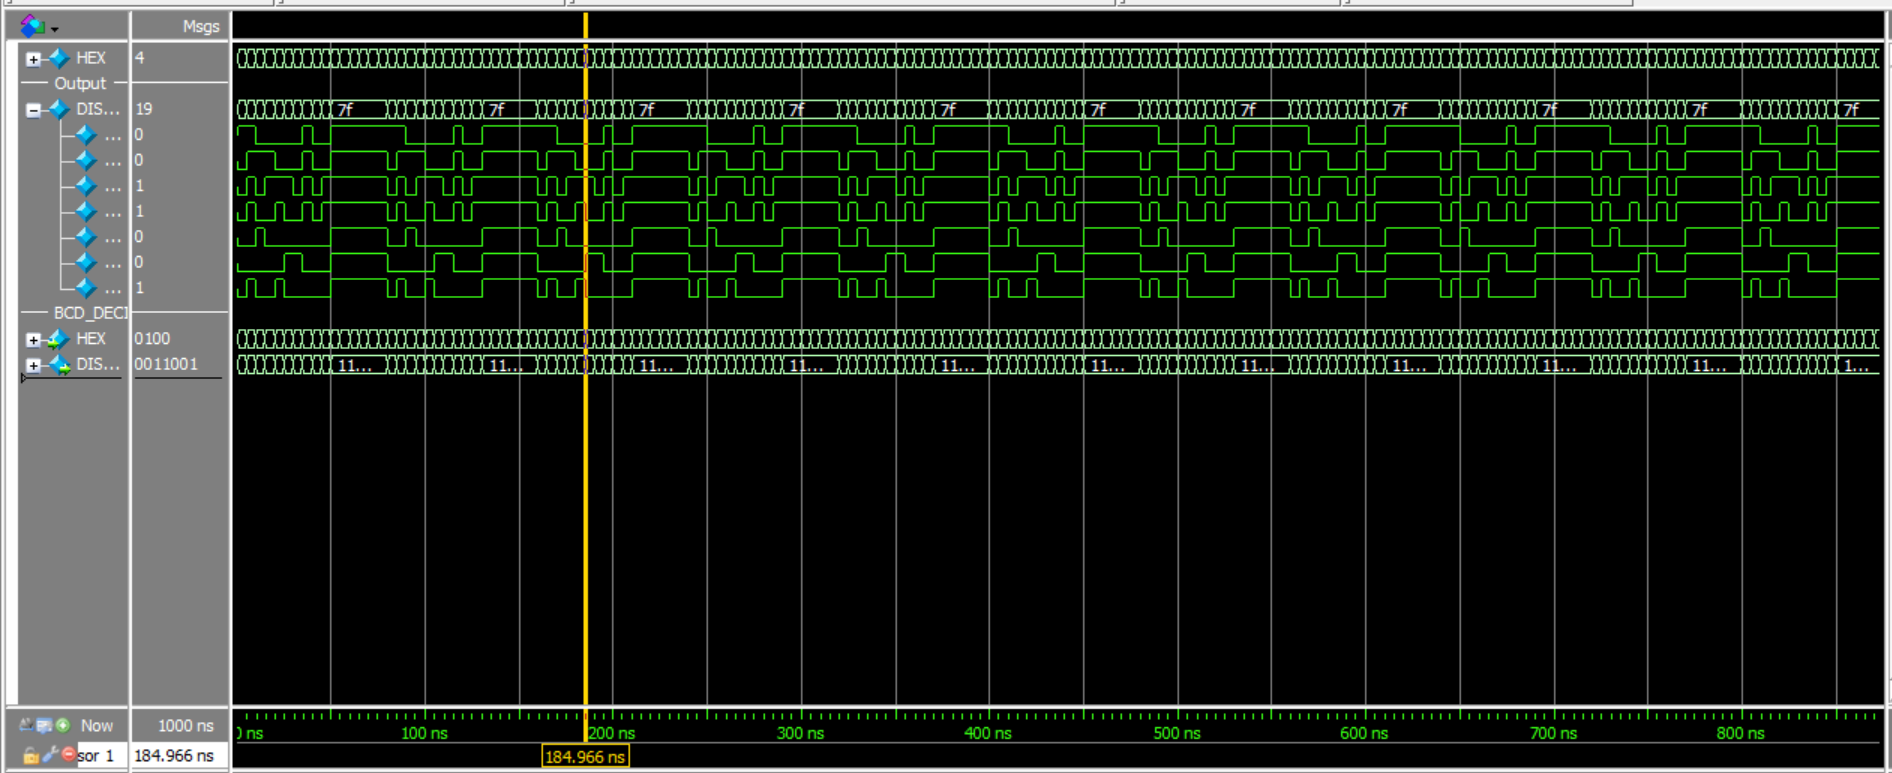 Msgs
HEX 4
Output
DIS... 19 7f 7f 7f 7f 7f 7f 7f 7f 7f 7f 7f
... 0
... 0
... 1
... 1
... 0
... 0
... 1
BCD_DECI
HEX 0100
DIS... 0011001 11... 11... 11... 11... 11... 11... 11... 11... 11... 11... 1...
Now 1000 ns 0 ns 100 ns 200 ns 300 ns 400 ns 500 ns 600 ns 700 ns 800 ns
sor 1 184.966 ns 184.966 ns